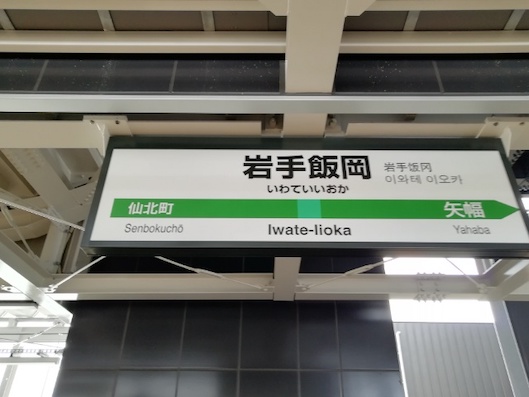 岩手飯岡
岩手饭冈
이와테 이오카
いわていいおか
仙北町
矢幅
Senbokuchō
Iwate-Iioka
Yahaba